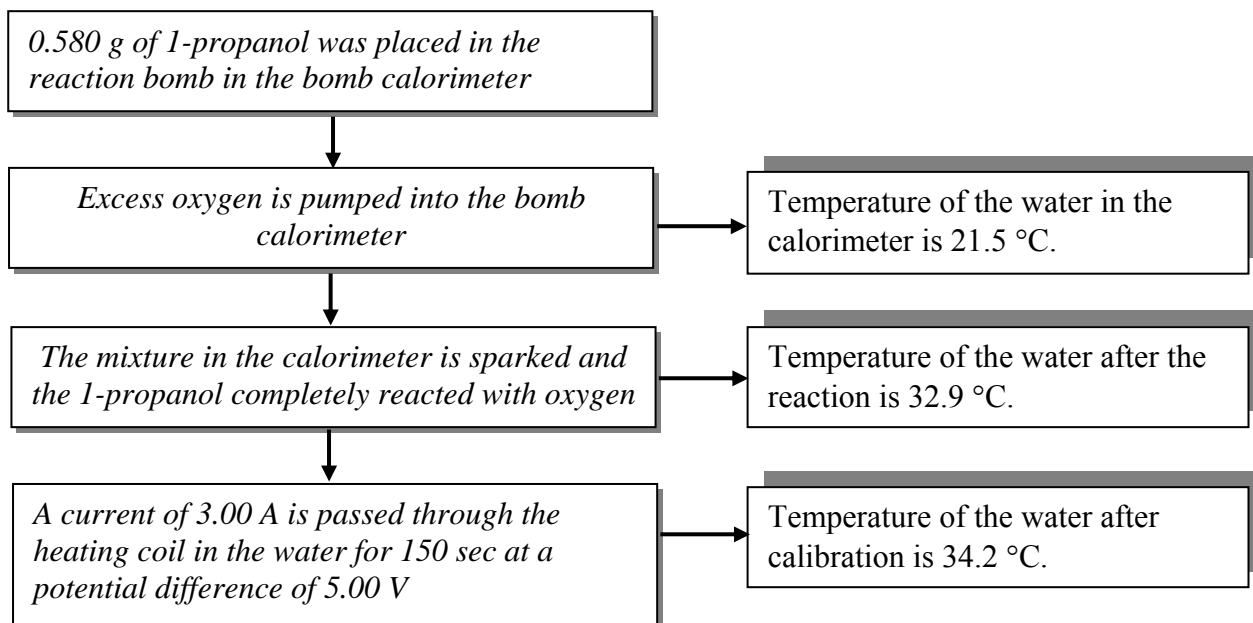 0.580 g of 1-propanol was placed in the
reaction bomb in the bomb calorimeter
Excess oxygen is pumped into the bomb
calorimeter
Temperature of the water in the
calorimeter is 21.5 °C.
The mixture in the calorimeter is sparked and
the 1-propanol completely reacted with oxygen
Temperature of the water after the
reaction is 32.9 °C.
A current of 3.00 A is passed through the
heating coil in the water for 150 sec at a
potential difference of 5.00 V
Temperature of the water after
calibration is 34.2 °C.